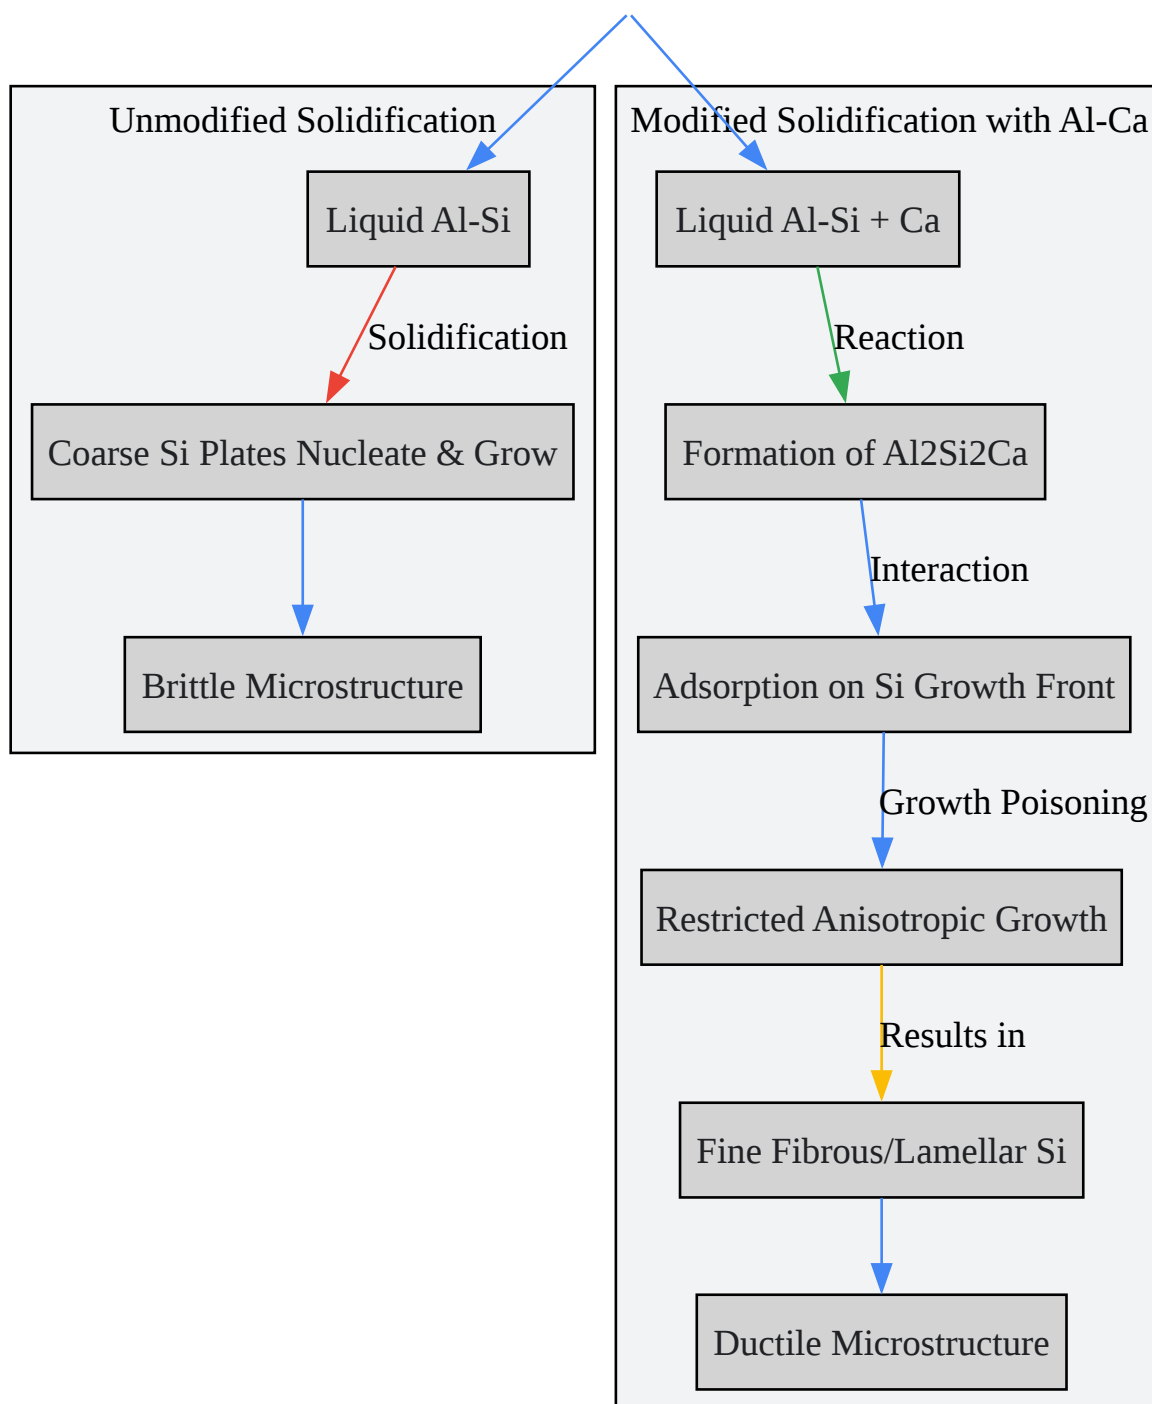 Unmodified Solidification
Liquid Al-Si
Solidification
Coarse Si Plates Nucleate & Grow
Brittle Microstructure
Modified Solidification with Al-Ca
Liquid Al-Si + Ca
Reaction
Formation of Al2Si2Ca
Interaction
Adsorption on Si Growth Front
Growth Poisoning
Restricted Anisotropic Growth
Results in
Fine Fibrous/Lamellar Si
Ductile Microstructure